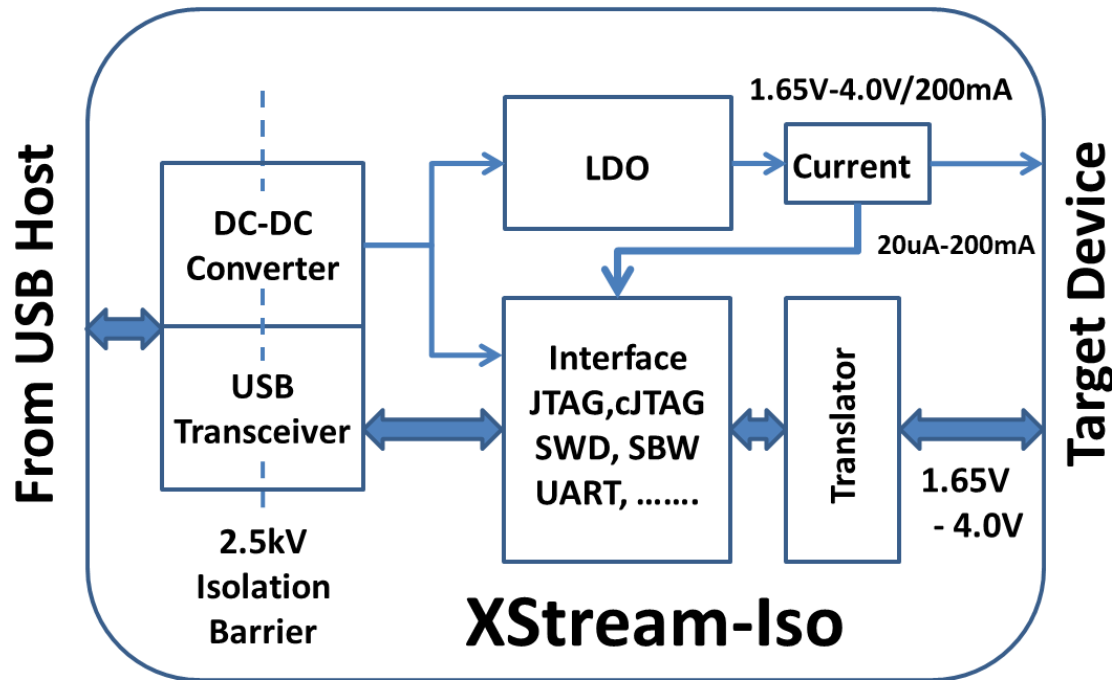 From USB Host
DC-DC
Converter
USB
Transceiver
2.5kV
Isolation
Barrier
LDO
1.65V-4.0V/200mA
Current
20uA-200mA
Interface
JTAG,cJTAG
SWD, SBW
UART, .......
Translator
1.65V
- 4.0V
Target Device
XStream-Iso